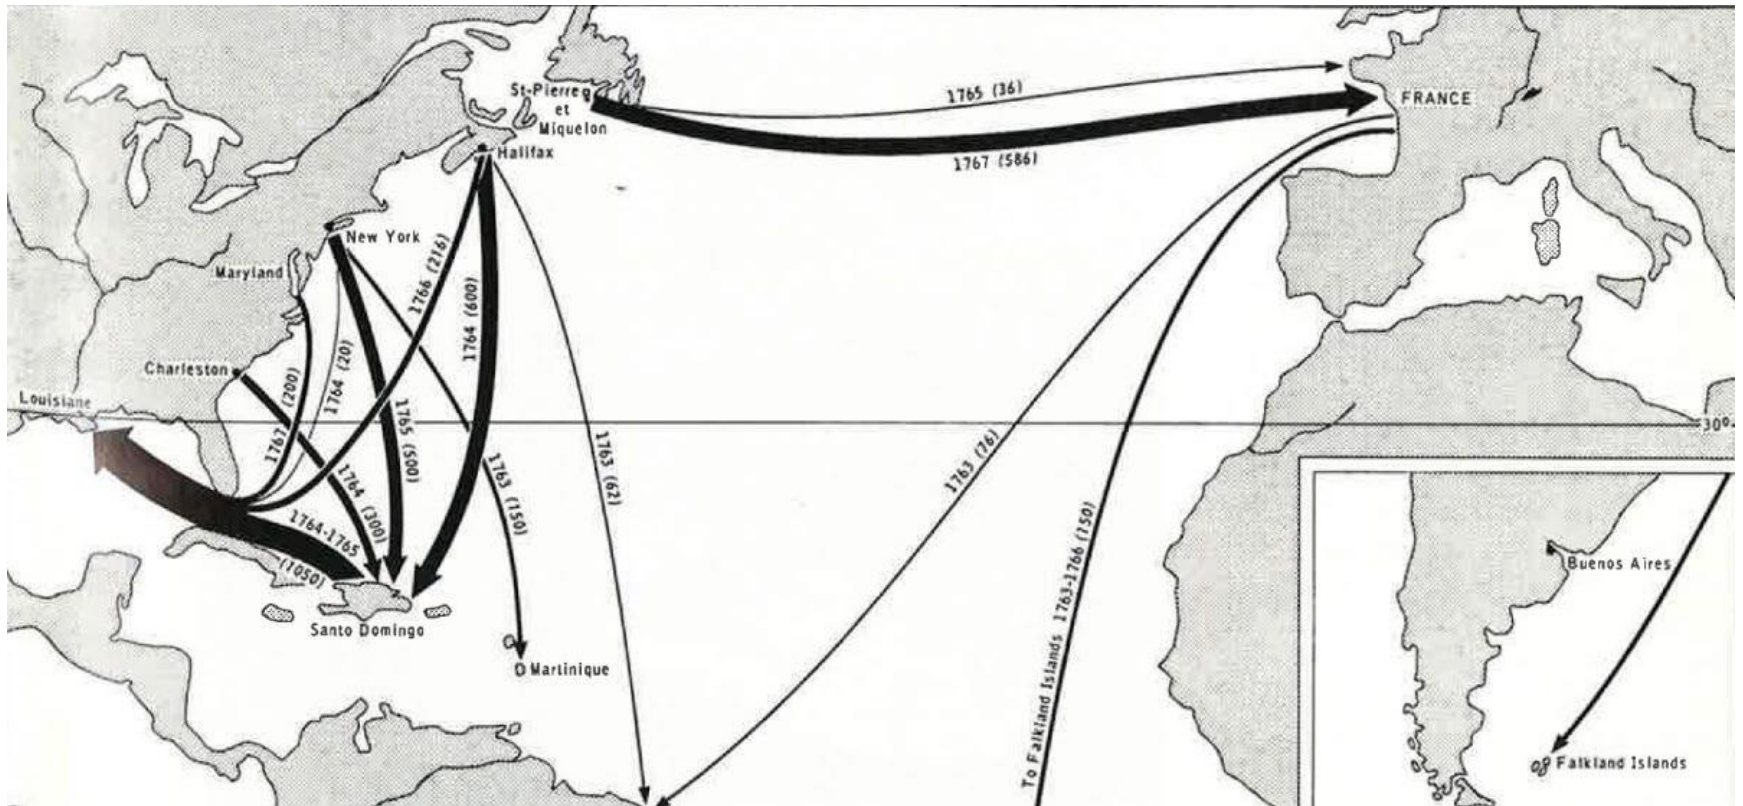 St-Pierre
et
Miquelon
1765 (36)
FRANCE
1767 (586)
Halifax
New York
Maryland
1766 (216)
1764 (600)
Charleston
1764 (20)
Louisiane
1767 (200)
1765 (500)
30°
1763 (62)
1763 (76)
1763 (150)
1764 (300)
1764-1765
(1050)
To Falkland Islands 1763-1766 (150)
Buenos Aires
Santo Domingo
Martinique
Falkland Islands